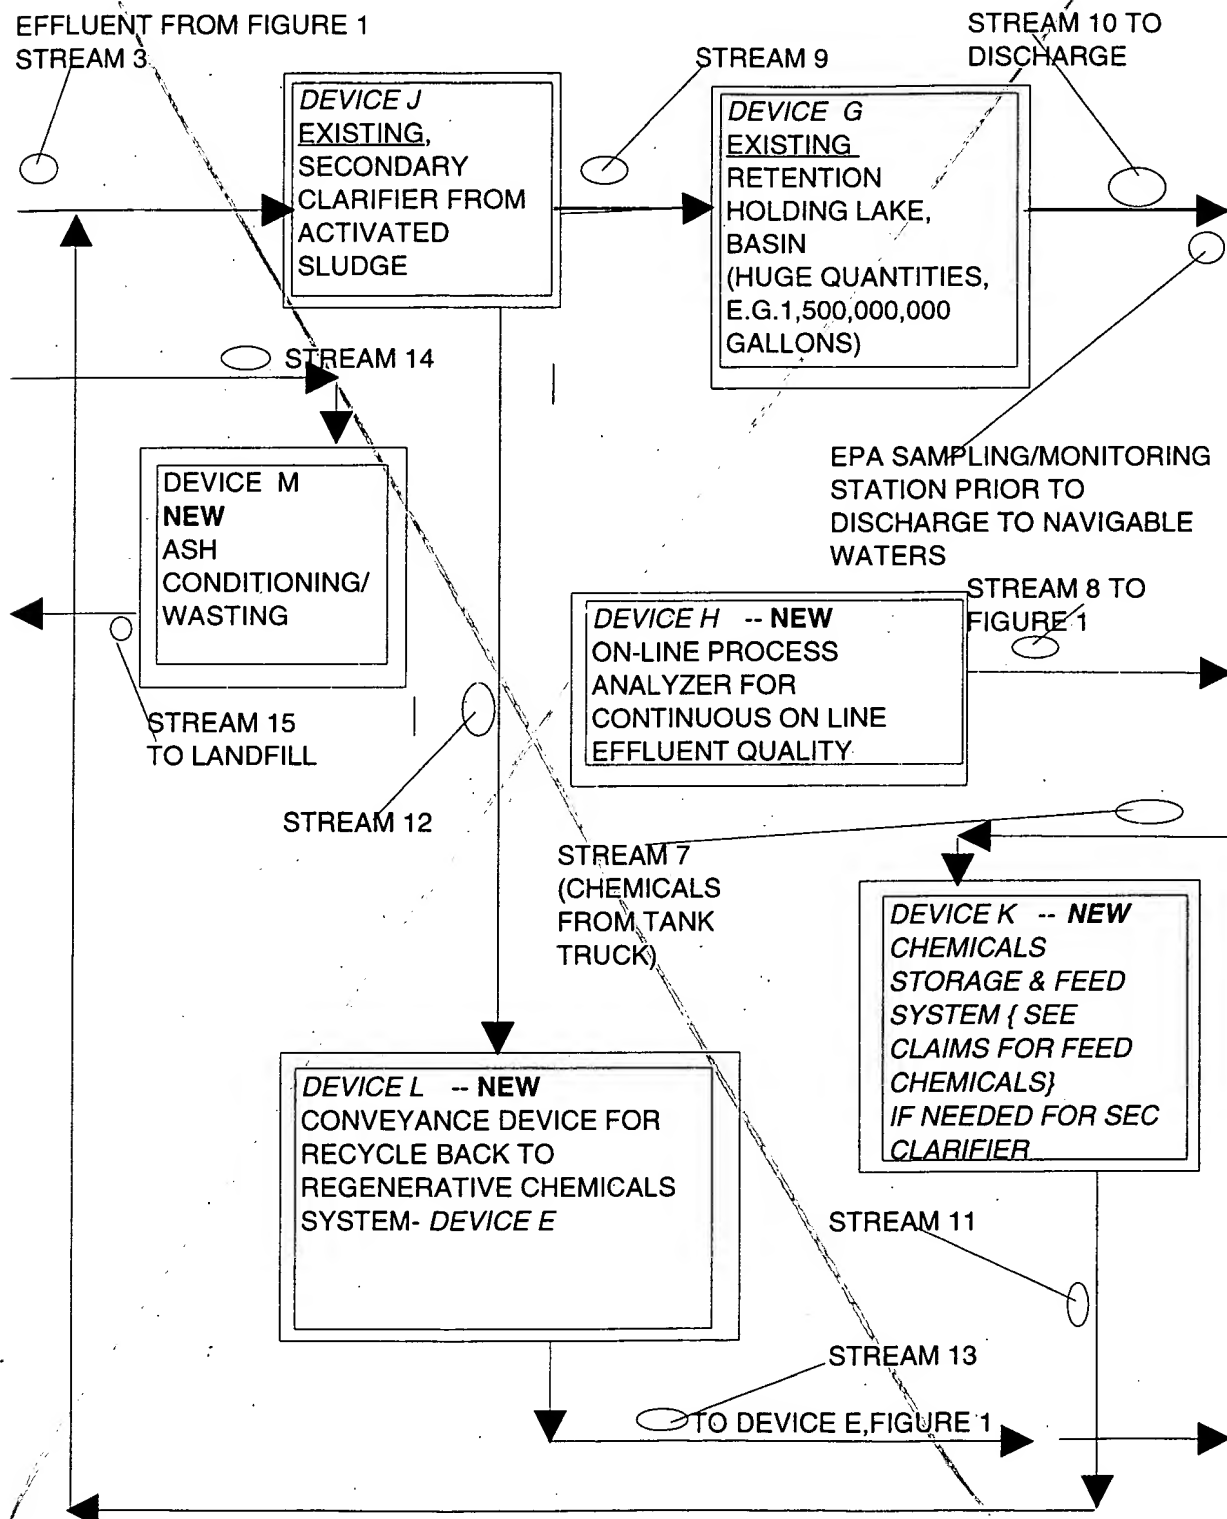 EFFLUENT FROM FIGURE 1
STREAM 3
STREAM 9
STREAM 10 TO
DISCHARGE
DEVICE J
EXISTING,
SECONDARY
CLARIFIER FROM
ACTIVATED
SLUDGE
DEVICE G
EXISTING
RETENTION
HOLDING LAKE,
BASIN
(HUGE QUANTITIES,
E.G.1,500,000,000
GALLONS)
STREAM 14
EPA SAMPLING/MONITORING
STATION PRIOR TO
DISCHARGE TO NAVIGABLE
WATERS
DEVICE M
NEW
ASH
CONDITIONING/
WASTING
STREAM 8 TO
FIGURE 1
DEVICE H -- NEW
ON-LINE PROCESS
ANALYZER FOR
CONTINUOUS ON LINE
EFFLUENT QUALITY
STREAM 15
TO LANDFILL
STREAM 12
STREAM 7
(CHEMICALS
FROM TANK
TRUCK)
DEVICE K -- NEW
CHEMICALS
STORAGE & FEED
SYSTEM { SEE
CLAIMS FOR FEED
CHEMICALS}
IF NEEDED FOR SEC
CLARIFIER
DEVICE L -- NEW
CONVEYANCE DEVICE FOR
RECYCLE BACK TO
REGENERATIVE CHEMICALS
SYSTEM- DEVICE E
STREAM 11
STREAM 13
TO DEVICE E,FIGURE 1